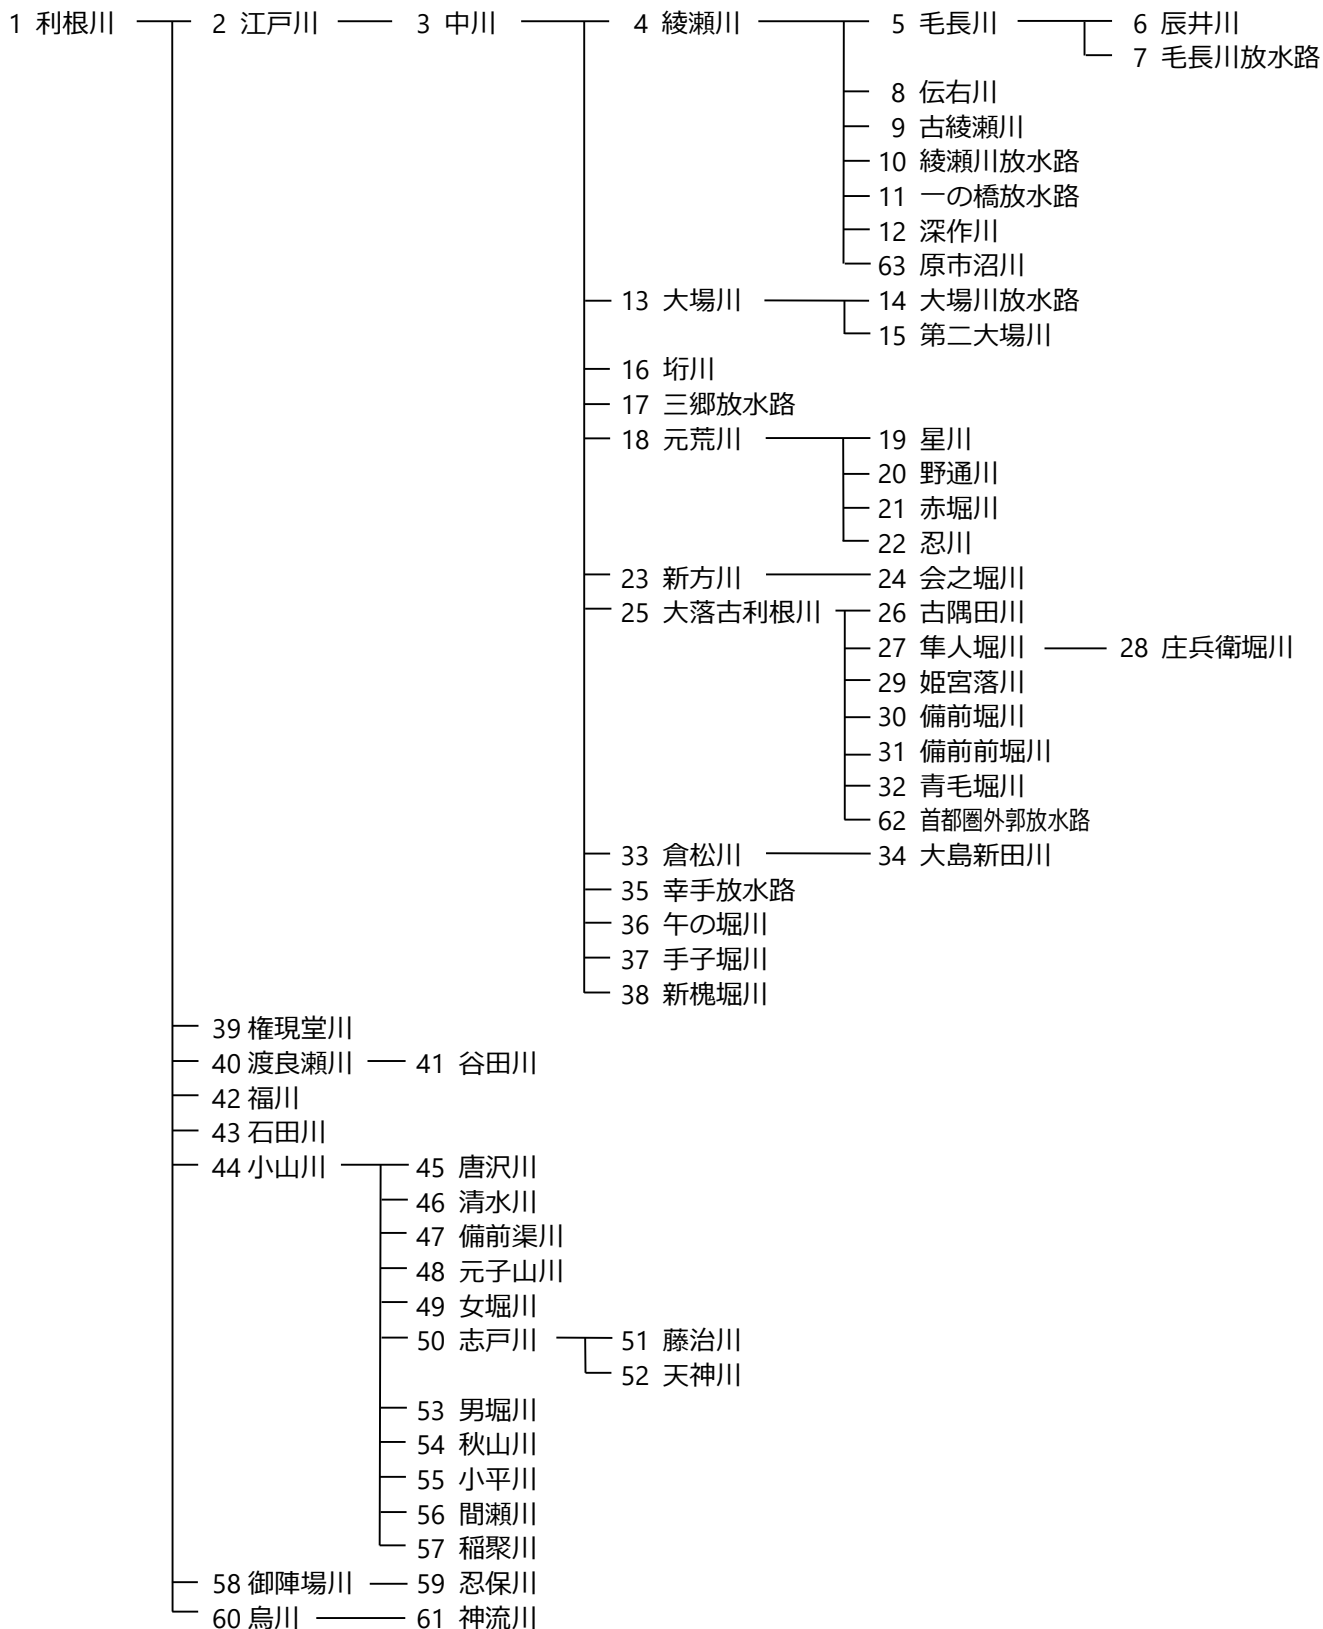 1 利根川 2 江戸川 3 中川 4 綾瀬川 5 毛長川 6 辰井川
7 毛長川放水路
8 伝右川
9 古綾瀬川
10 綾瀬川放水路
11 一の橋放水路
12 深作川
63 原市沼川
13 大場川 14 大場川放水路
15 第二大場川
16 垳川
17 三郷放水路
18 元荒川 19 星川
20 野通川
21 赤堀川
22 忍川
23 新方川 24 会之堀川
25 大落古利根川 26 古隅田川
27 隼人堀川 28 庄兵衛堀川
29 姫宮落川
30 備前堀川
31 備前前堀川
32 青毛堀川
62 首都圏外郭放水路
33 倉松川 34 大島新田川
35 幸手放水路
36 午の堀川
37 手子堀川
38 新槐堀川
39 権現堂川
40 渡良瀬川 41 谷田川
42 福川
43 石田川
44 小山川 45 唐沢川
46 清水川
47 備前渠川
48 元子山川
49 女堀川
50 志戸川 51 藤治川
52 天神川
53 男堀川
54 秋山川
55 小平川
56 間瀬川
57 稲聚川
58 御陣場川 59 忍保川
60 烏川 61 神流川